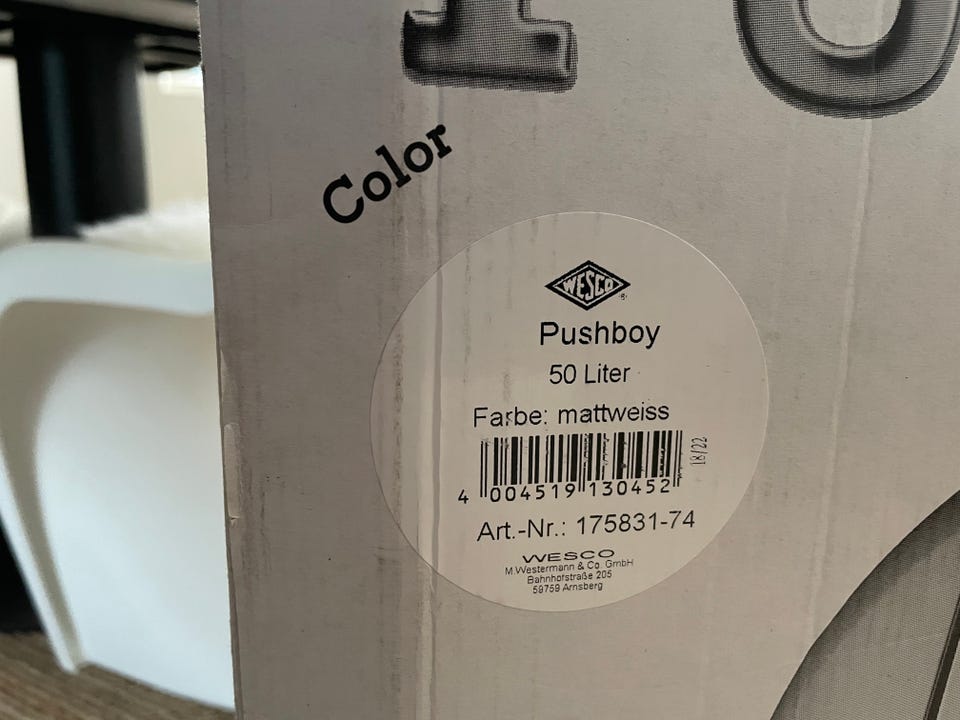 Color
WESCO
®
Pushboy
50 Liter
Farbe: mattweiss
18/22
4 004519 130452
Art.-Nr.: 175831-74
WESCO
M.Westermann & Co. GmbH
Bahnhofstraße 205
59759 Arnsberg